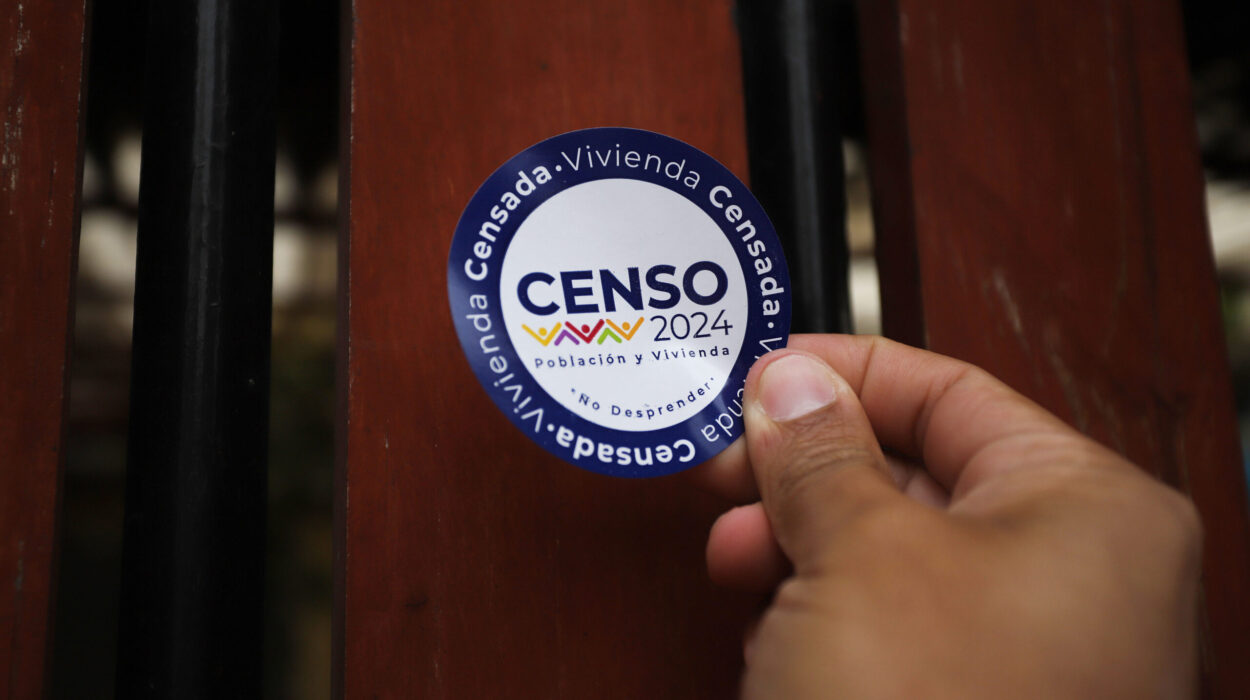 Vivienda Censada · Vivienda Censada · Vivienda Censada ·
CENSO
2024
Población y Vivienda
*No Desprender*